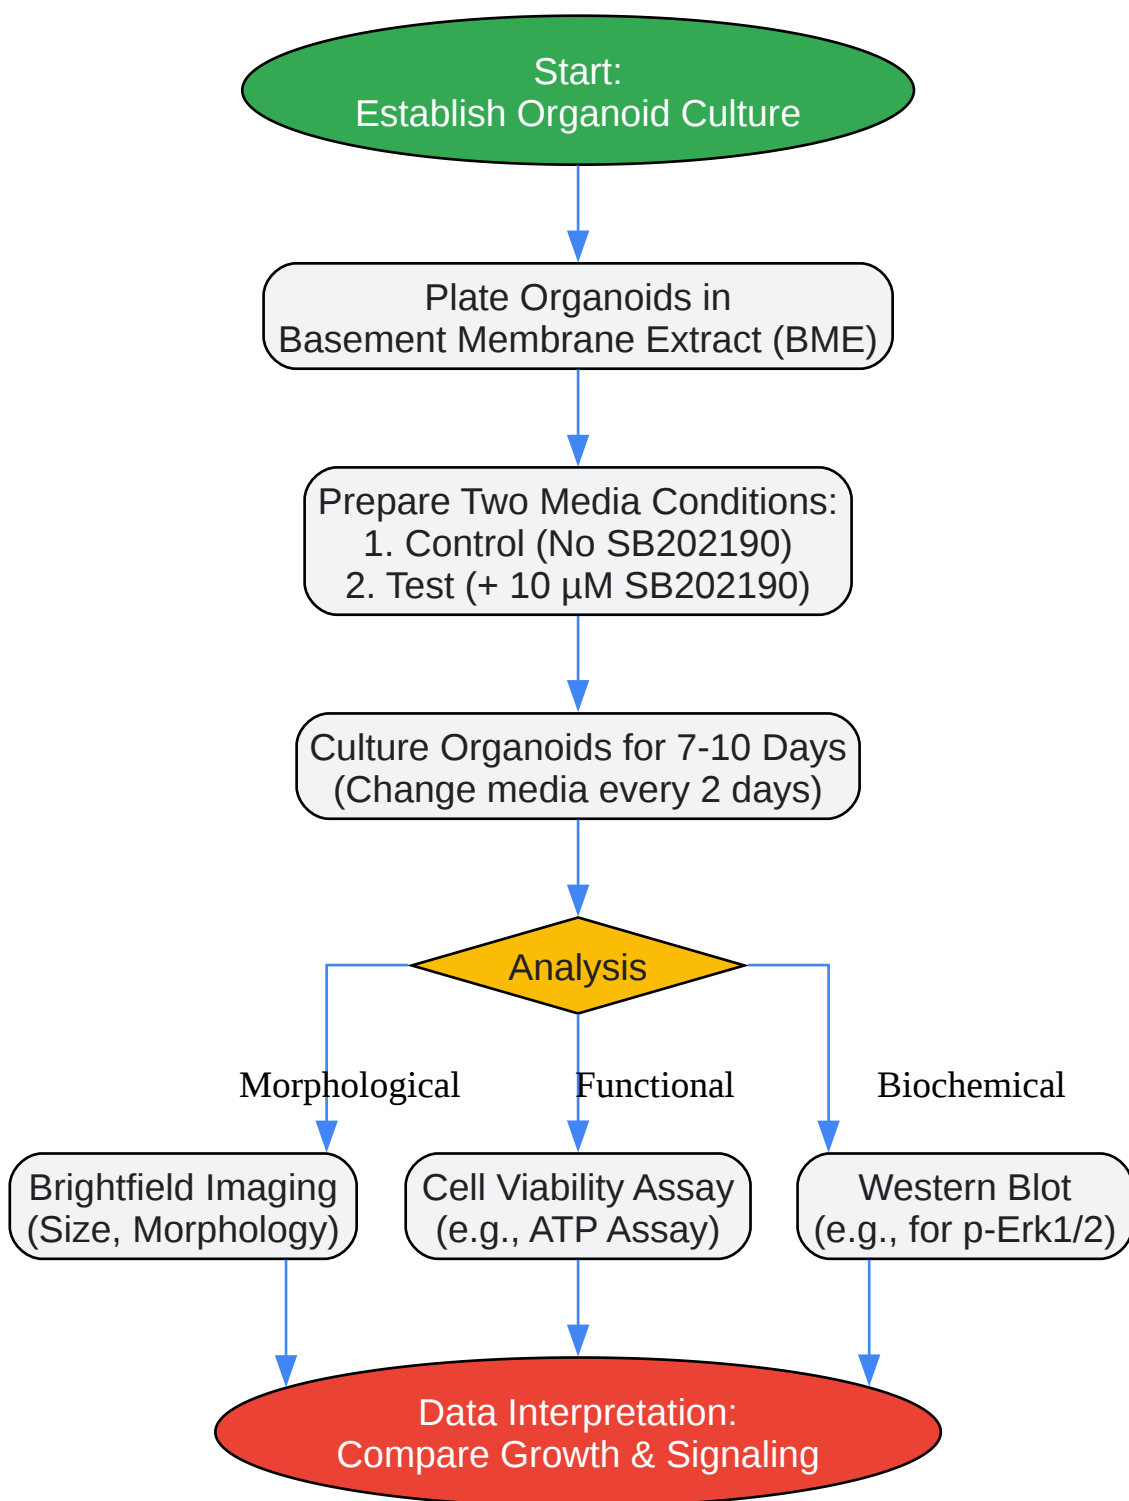 Start:
Establish Organoid Culture
Plate Organoids in
Basement Membrane Extract (BME)
Prepare Two Media Conditions:
1. Control (No SB202190)
2. Test (+ 10 µM SB202190)
Culture Organoids for 7-10 Days
(Change media every 2 days)
Analysis
Morphological
Functional
Biochemical
Brightfield Imaging
(Size, Morphology)
Cell Viability Assay
(e.g., ATP Assay)
Western Blot
(e.g., for p-Erk1/2)
Data Interpretation:
Compare Growth & Signaling